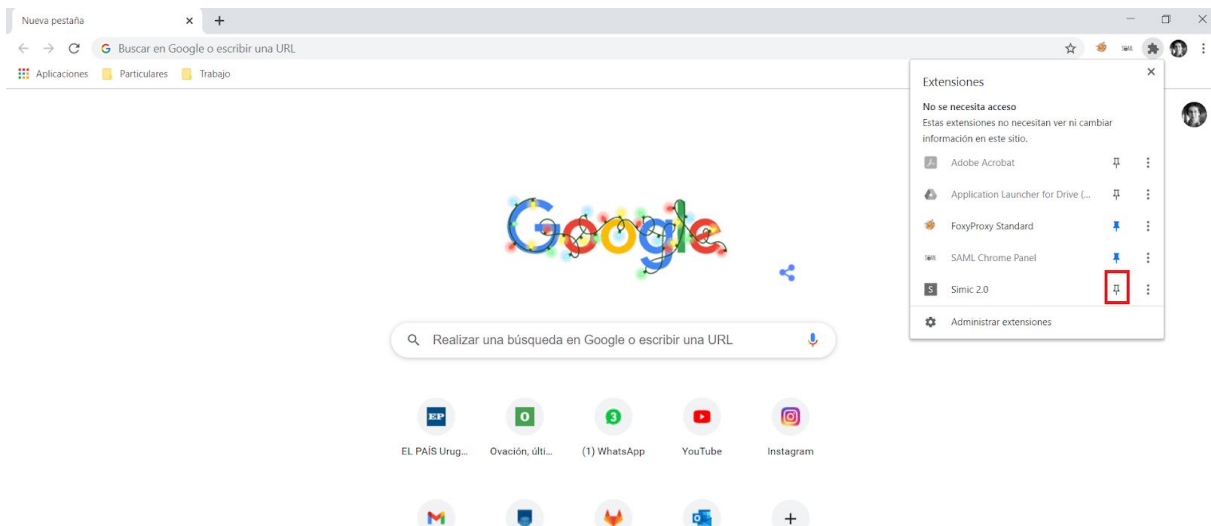 Nueva pestaña
Buscar en Google o escribir una URL
Aplicaciones Particulares Trabajo
Extensiones
No se necesita acceso
Estas extensiones no necesitan ver ni cambiar
información en este sitio.
Adobe Acrobat
Application Launcher for Drive (...
FoxyProxy Standard
SAML Chrome Panel
S Simic 2.0
Administrar extensiones
Google
Realizar una búsqueda en Google o escribir una URL
EP O 3
EL PAÍS Urug... Ovación, últi... (1) WhatsApp YouTube Instagram